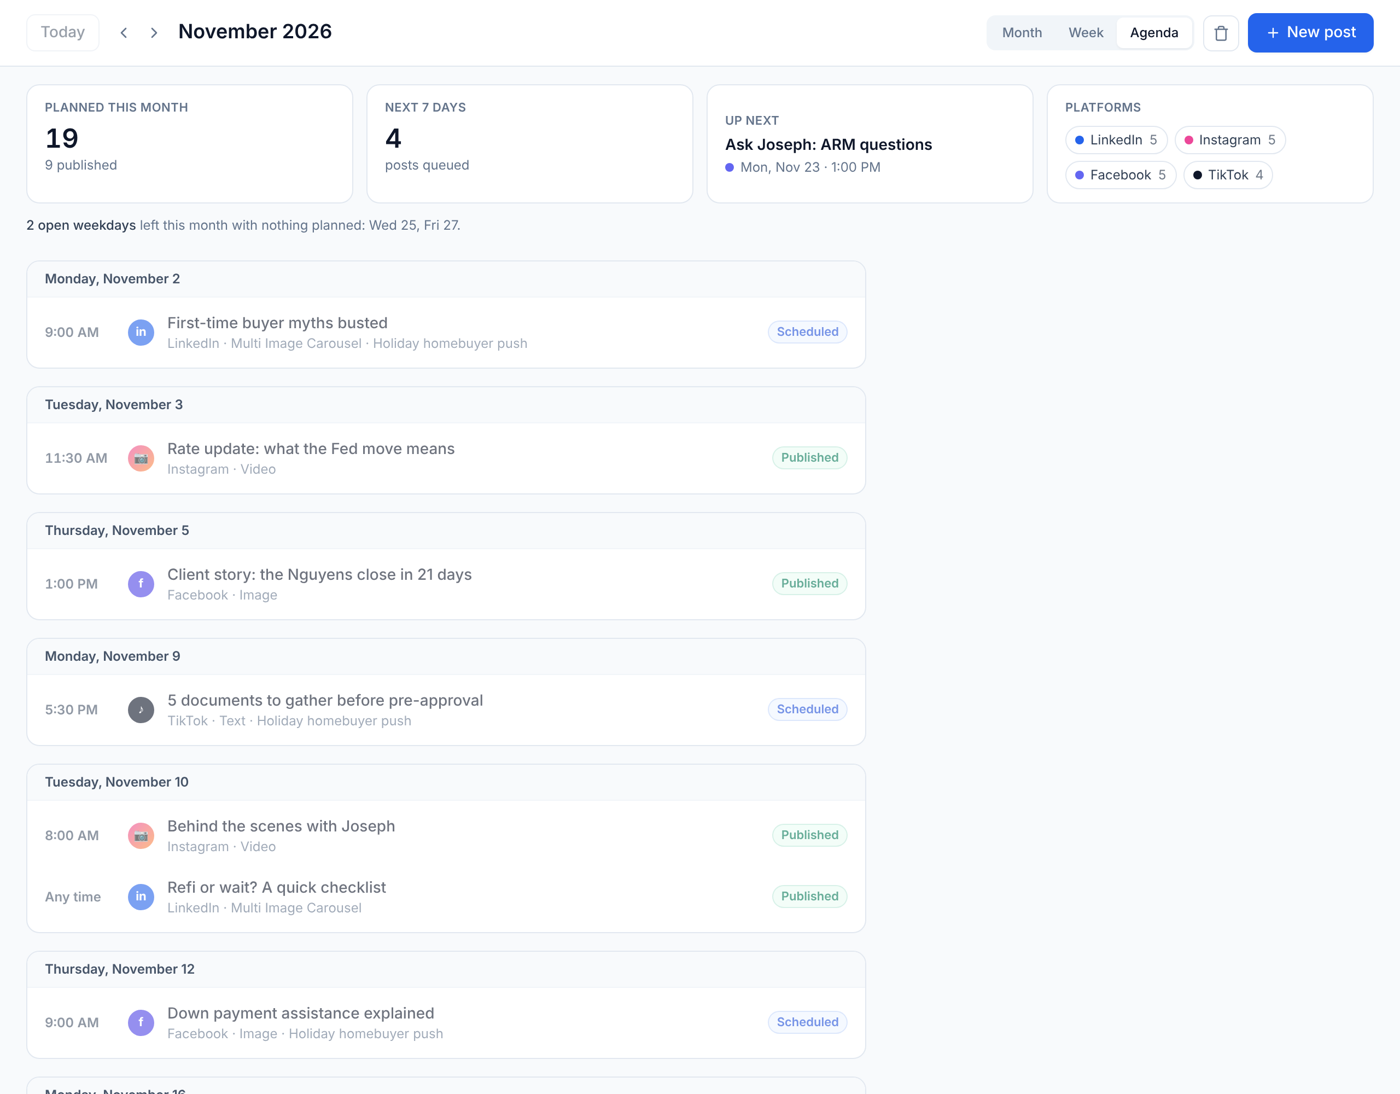 Today
November 2026
Month
Week
Agenda
+ New post
PLANNED THIS MONTH
19
9 published
NEXT 7 DAYS
4
posts queued
UP NEXT
Ask Joseph: ARM questions
Mon, Nov 23 · 1:00 PM
PLATFORMS
LinkedIn 5
Instagram 5
Facebook 5
TikTok 4
2 open weekdays left this month with nothing planned: Wed 25, Fri 27.
Monday, November 2
9:00 AM
in
First-time buyer myths busted
LinkedIn · Multi Image Carousel · Holiday homebuyer push
Scheduled
Tuesday, November 3
11:30 AM
Rate update: what the Fed move means
Instagram · Video
Published
Thursday, November 5
1:00 PM
f
Client story: the Nguyens close in 21 days
Facebook · Image
Published
Monday, November 9
5:30 PM
5 documents to gather before pre-approval
TikTok · Text · Holiday homebuyer push
Scheduled
Tuesday, November 10
8:00 AM
Behind the scenes with Joseph
Instagram · Video
Published
Any time
in
Refi or wait? A quick checklist
LinkedIn · Multi Image Carousel
Published
Thursday, November 12
9:00 AM
f
Down payment assistance explained
Facebook · Image · Holiday homebuyer push
Scheduled
Monday, November 16